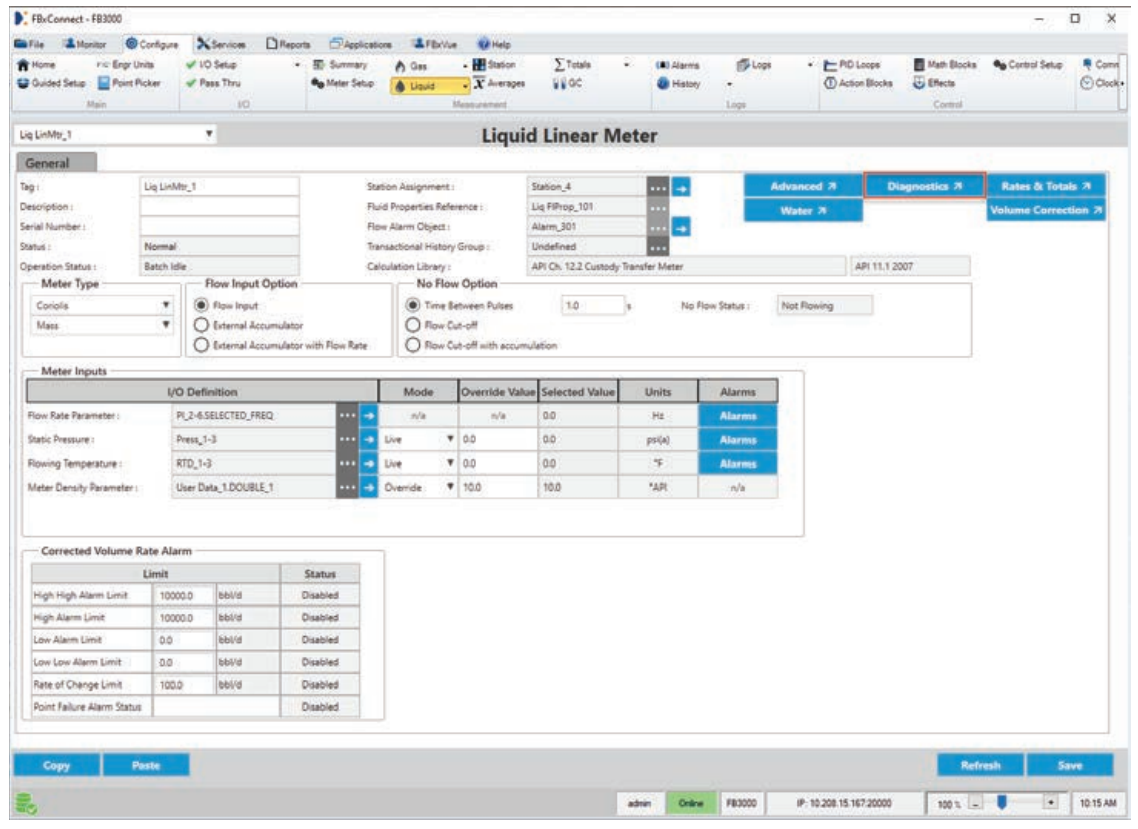 FBxConnect - FB3000
File Monitor Configure Services Reports Applications FBxVue Help
Home Engr Units I/O Setup Summary Gas Station Totals Alarms Logs PID Loops Math Blocks Control Setup Comm
Guided Setup Point Picker Pass Thru Meter Setup Liquid Averages GC History Action Blocks Effects Clock
Main I/O Measurement Logs Control
Liq LinMtr_1 Liquid Linear Meter
General
Tag : Liq LinMtr_1 Station Assignment : Station_4 ... Advanced Diagnostics Rates & Totals
Description : Fluid Properties Reference : Liq FlProp_101 ... Water Volume Correction
Serial Number : Flow Alarm Object : Alarm_301 ...
Status : Normal Transactional History Group : Undefined ...
Operation Status : Batch Idle Calculation Library : API Ch. 12.2 Custody Transfer Meter API 11.1 2007
Meter Type Flow Input Option No Flow Option
Coriolis Flow Input Time Between Pulses 1.0 s No Flow Status : Not Flowing
Mass External Accumulator Flow Cut-off
External Accumulator with Flow Rate Flow Cut-off with accumulation
Meter Inputs
I/O Definition Mode Override Value Selected Value Units Alarms
Flow Rate Parameter : PI_2-6.SELECTED_FREQ ... n/a n/a 0.0 Hz Alarms
Static Pressure : Press_1-3 ... Live 0.0 0.0 psi(a) Alarms
Flowing Temperature : RTD_1-3 ... Live 0.0 0.0 °F Alarms
Meter Density Parameter : User Data_1.DOUBLE_1 ... Override 10.0 10.0 °API n/a
Corrected Volume Rate Alarm
Limit Status
High High Alarm Limit 10000.0 bbl/d Disabled
High Alarm Limit 10000.0 bbl/d Disabled
Low Alarm Limit 0.0 bbl/d Disabled
Low Low Alarm Limit 0.0 bbl/d Disabled
Rate of Change Limit 100.0 bbl/d Disabled
Point Failure Alarm Status Disabled
Copy Paste Refresh Save
admin Online FB3000 IP: 10.208.15.167:20000 100 % - + 10:15 AM